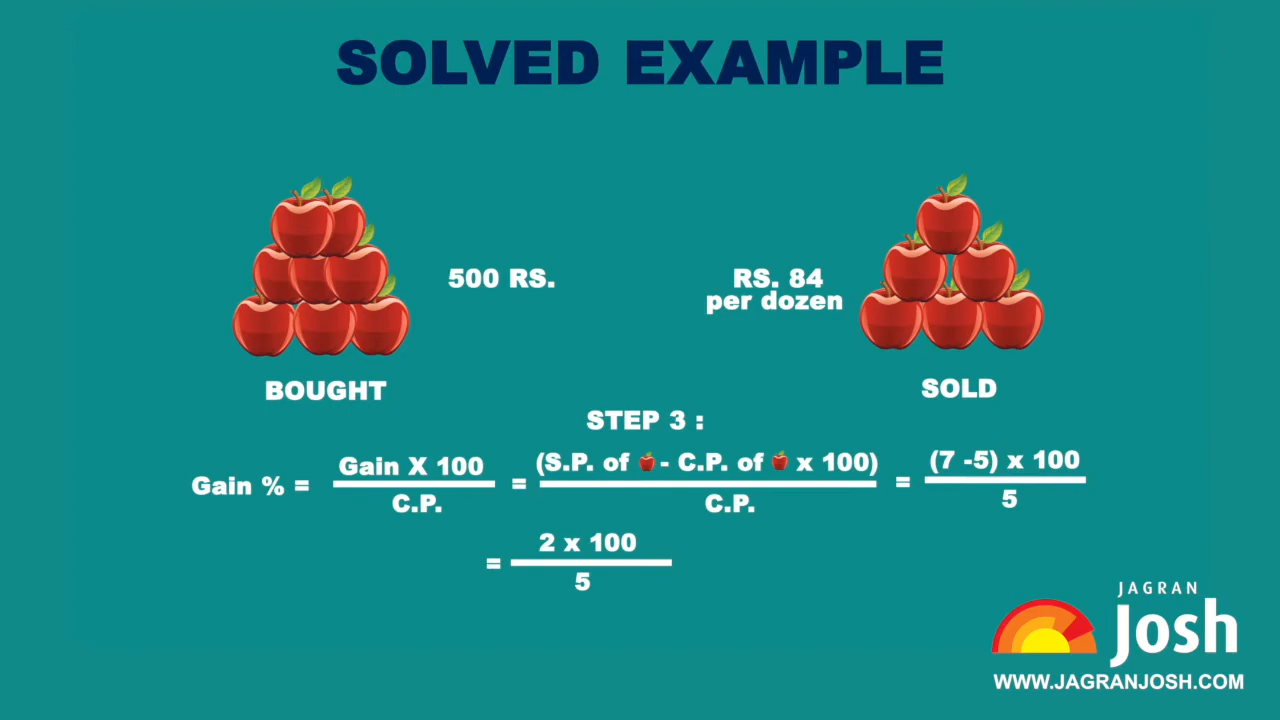 SOLVED EXAMPLE
500 RS.
RS. 84
per dozen
BOUGHT
SOLD
STEP 3 :
Gain % = Gain X 100 / C.P. = (S.P. of - C.P. of x 100) / C.P. = (7 -5) x 100 / 5
= 2 x 100 / 5
JAGRAN
Josh
WWW.JAGRANJOSH.COM